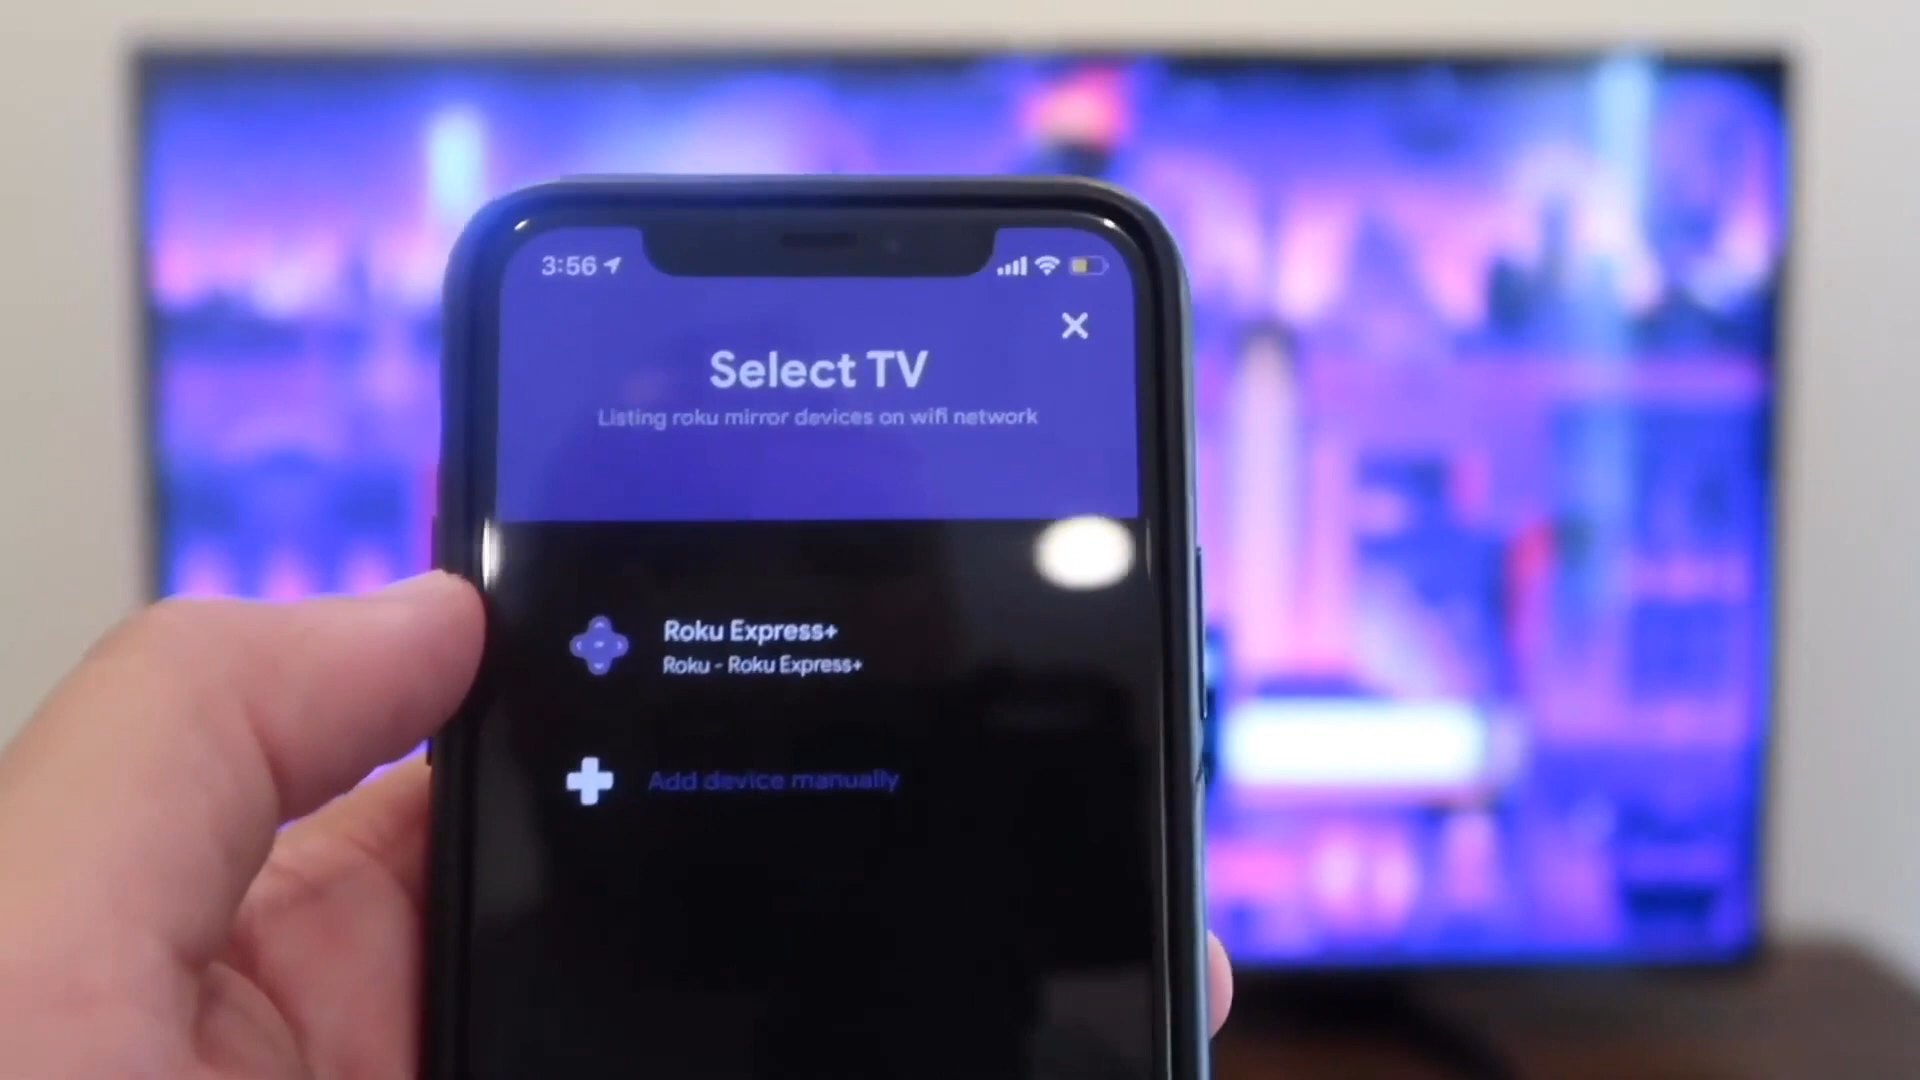 3:56
Select TV
Listing roku mirror devices on wifi network
Roku Express+
Roku - Roku Express+
Add device manually